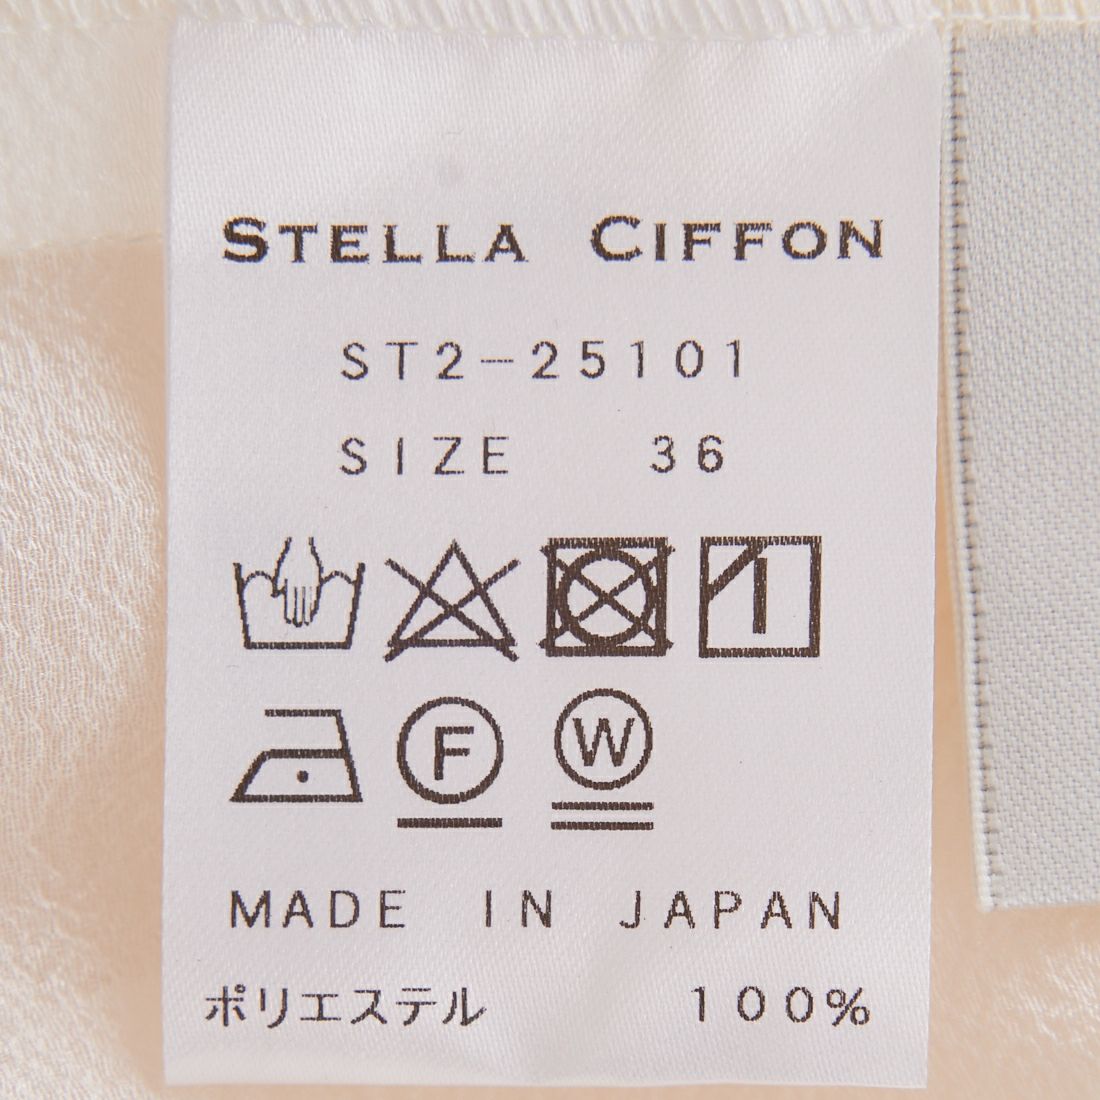 STELLA CIFFON
ST2-25101
SIZE 36
F W
MADE IN JAPAN
ポリエステル 100%